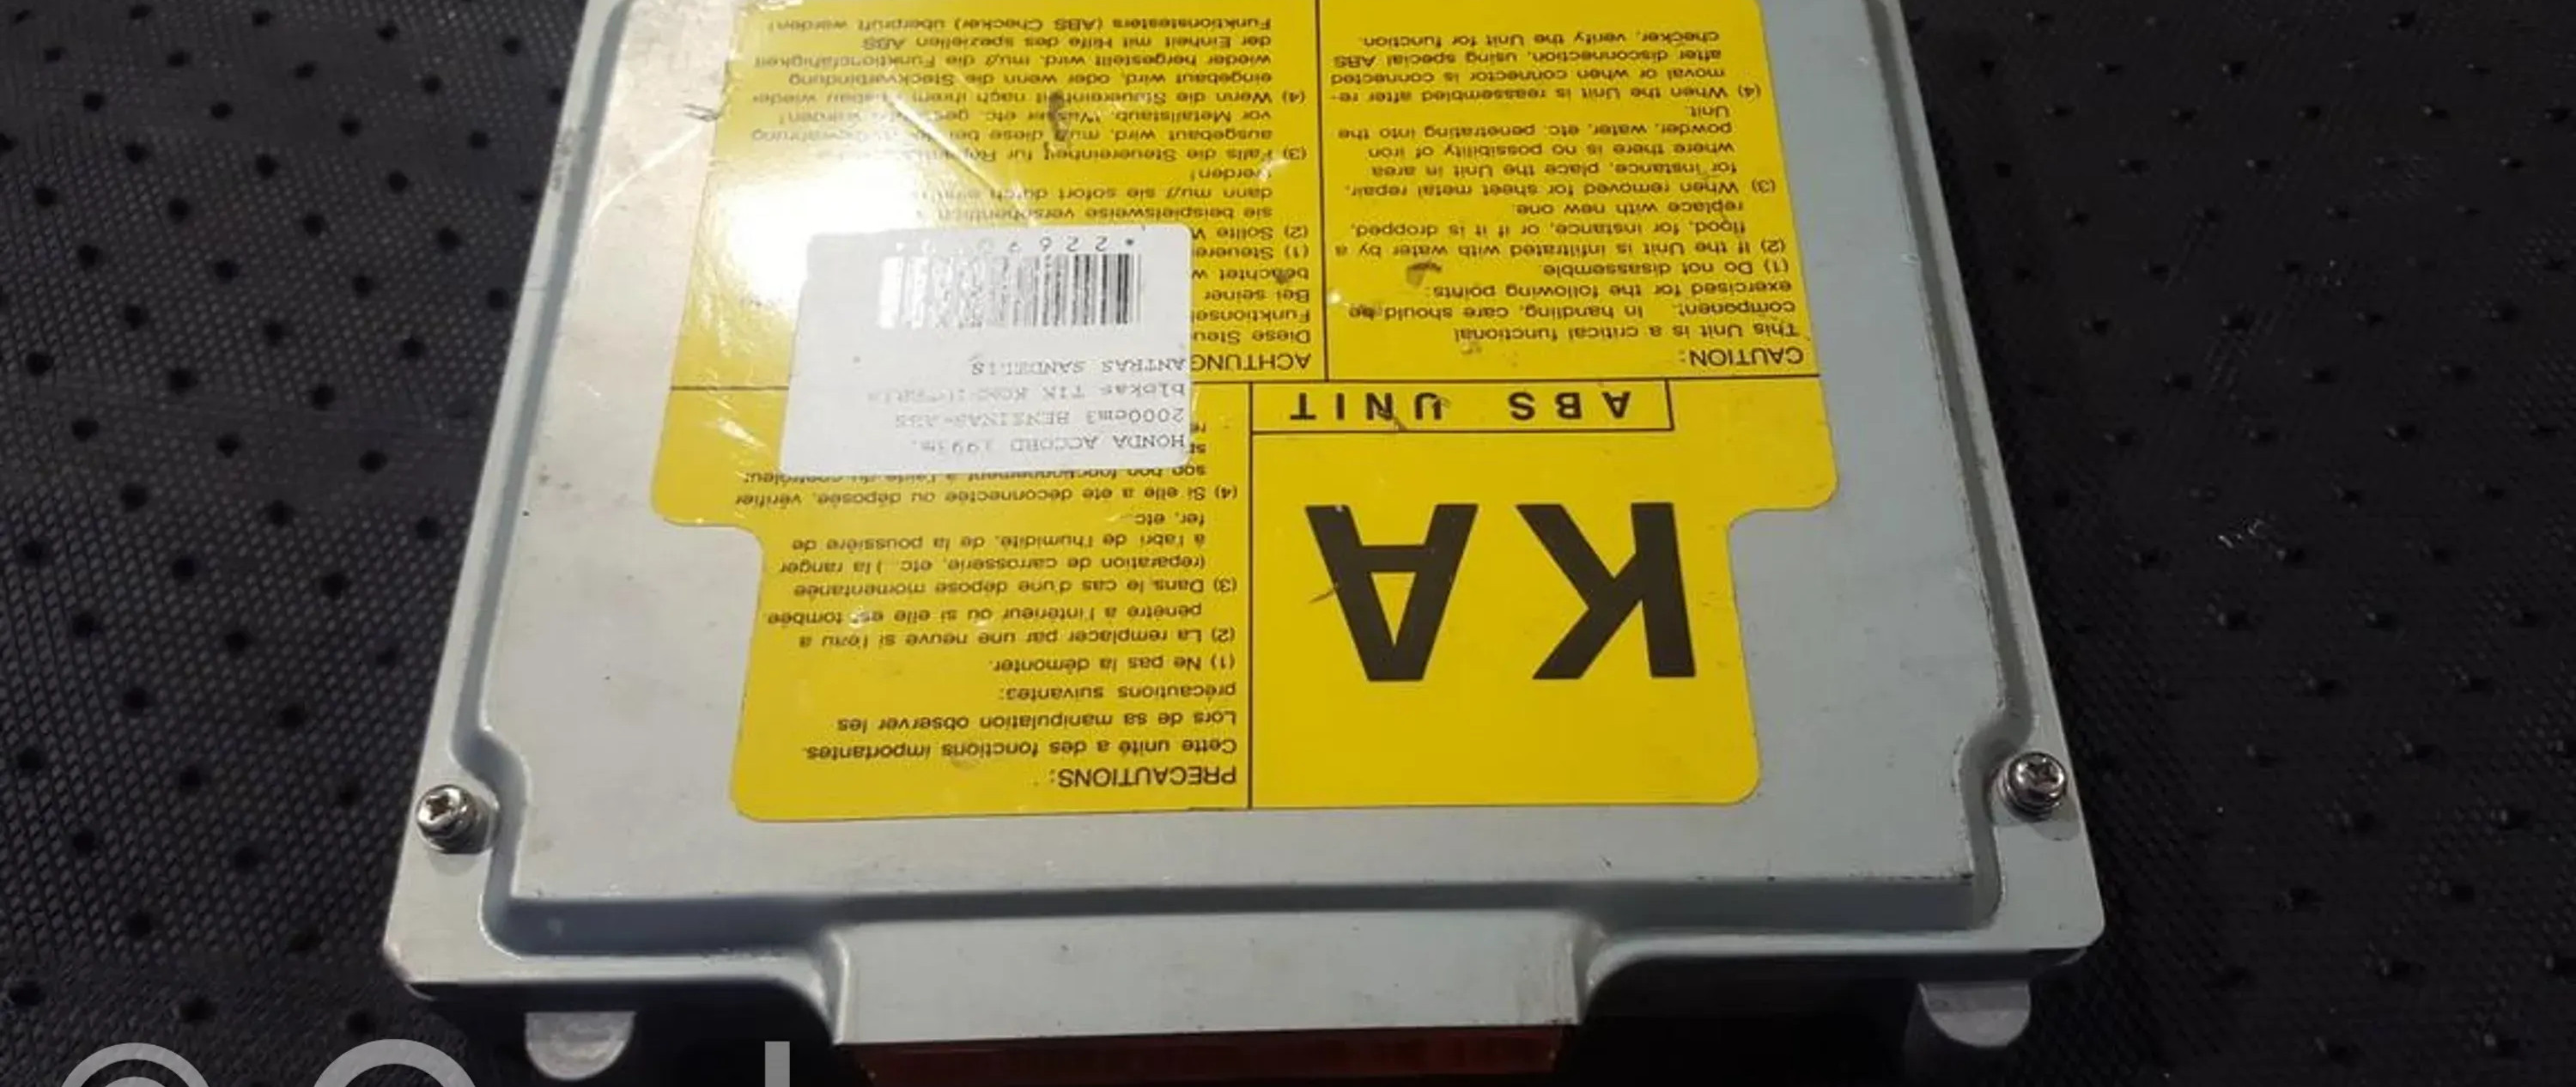 PRECAUTIONS:
Cette unité a des fonctions importantes.
Lors de sa manipulation observer les
précautions suivantes:
(1) Ne pas la démonter.
(2) La remplacer par une neuve si l'eau a
pénétré à l'intérieur ou si elle est tombée.
(3) Dans le cas d'une dépose momentanée
(réparation de carrosserie, etc...) la ranger
à l'abri de l'humidité, de la poussière de
fer, etc...
(4) Si elle a été déconnectée ou déposée, vérifier
son bon fonctionnement à l'aide du contrôleur
KA
ABS UNIT
HONDA ACCORD 1993m.
2000cm3 BENZINAS-ABS
blokas TIK
ANTRAS SANDELIS
CAUTION:
This Unit is a critical functional
component. In handling, care should be
exercised for the following points:
(1) Do not disassemble.
(2) If the Unit is infiltrated with water by a
flood, for instance, or if it is dropped,
replace with new one.
(3) When removed for sheet metal repair,
for instance, place the Unit in area
where there is no possibility of iron
powder, water, etc. penetrating into the
Unit.
(4) When the Unit is reassembled after re-
moval or when connector is connected
after disconnection, using special ABS
checker, verify the Unit for function.
ACHTUNG
Diese
Bei seiner
(1)
(2) Sollte
sie beispielsweise versehentlich
dann muß sie sofort durch
werden!
(3) Falls die Steuereinheit für
ausgebaut wird, muß diese bei
vor Metallstaub, Wasser etc. werden!
(4) Wenn die Steuereinheit nach ihrem wieder
eingebaut wird, oder wenn die Steckverbindung
wieder hergestellt wird, muß die Funktionsfähigkeit
der Einheit mit Hilfe des speziellen ABS
Funktionstesters (ABS Checker) überprüft werden!